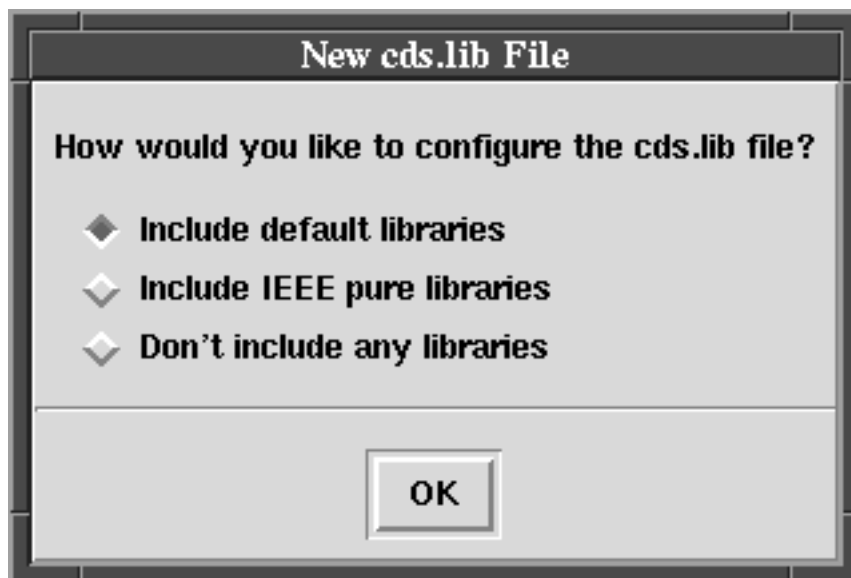 New cds.lib File
How would you like to configure the cds.lib file?
Include default libraries
Include IEEE pure libraries
Don't include any libraries
OK